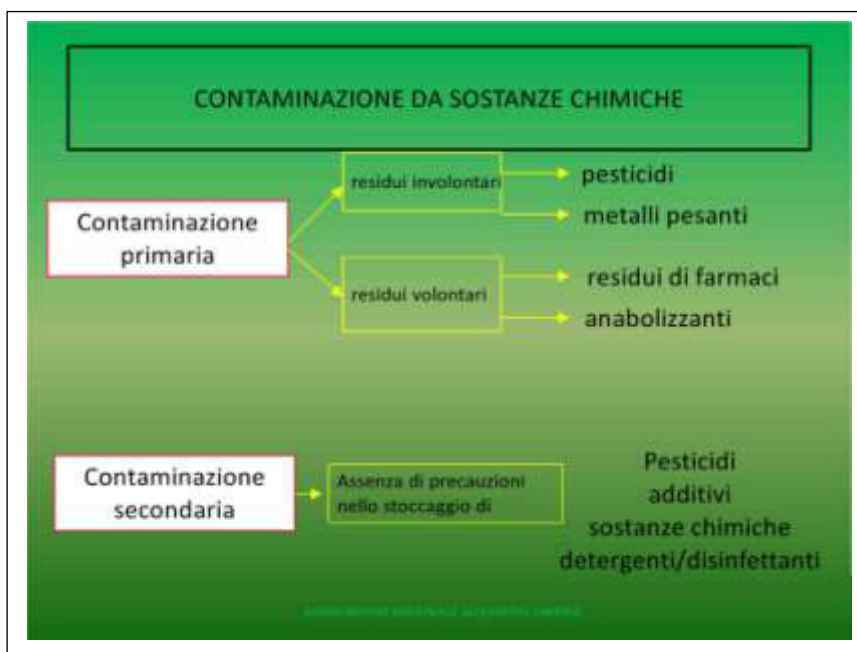 CONTAMINAZIONE DA SOSTANZE CHIMICHE
Contaminazione
primaria
residui involontari
pesticidi
metalli pesanti
residui volontari
residui di farmaci
anabolizzanti
Contaminazione
secondaria
Assenza di precauzioni
nello stoccaggio di
Pesticidi
additivi
sostanze chimiche
detergenti/disinfettanti